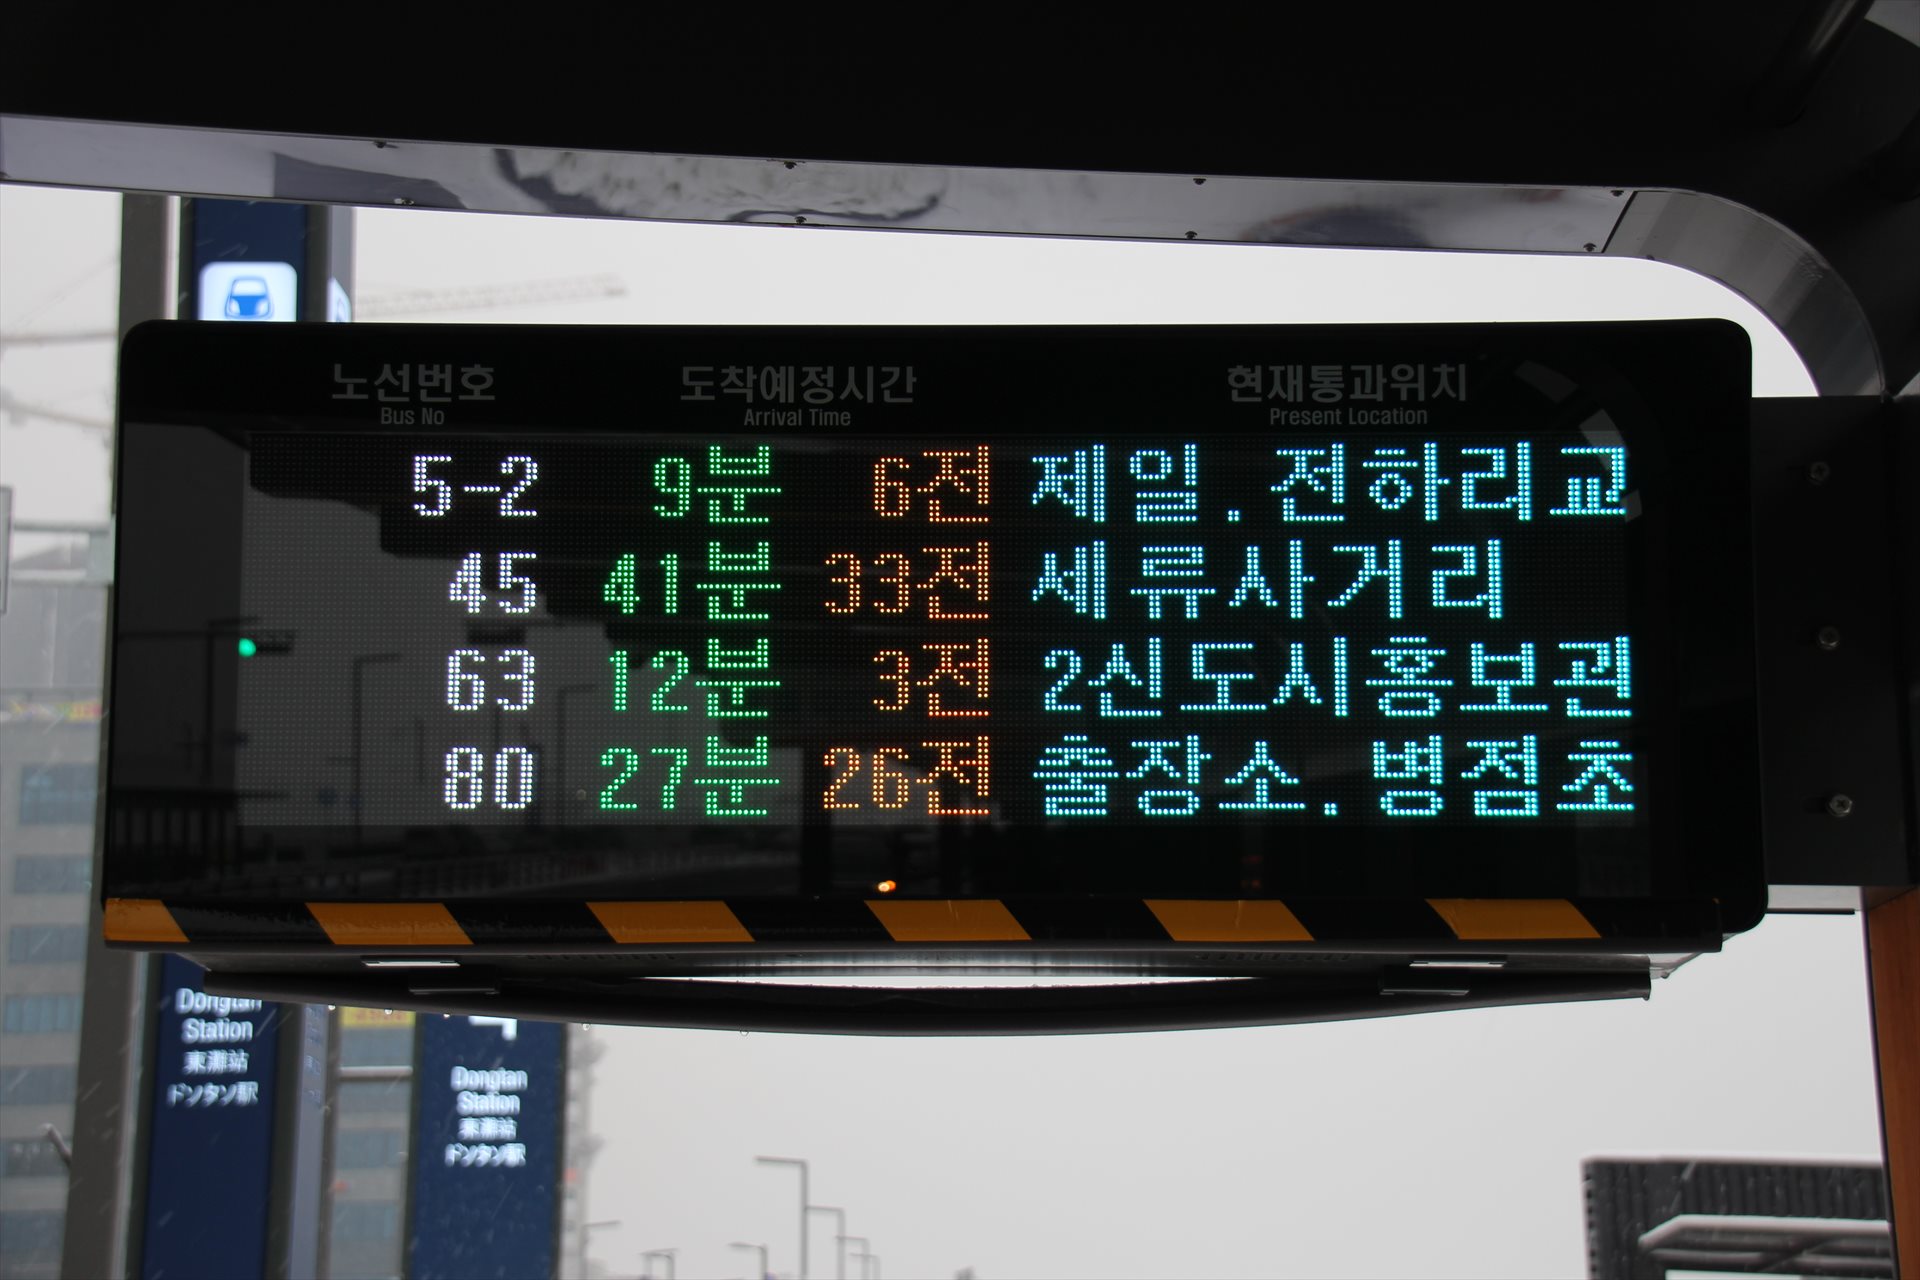 노선번호 도착예정시간 현재통과위치
Bus No Arrival Time Present Location
5-2 9분 6전 제일.전하리교
45 41분 33전 세류사거리
63 12분 3전 2신도시홍보관
80 27분 26전 출장소.병점초
Dongtan
Station
東灘站
ドンタン駅
Dongtan
Station
東灘站
ドンタン駅